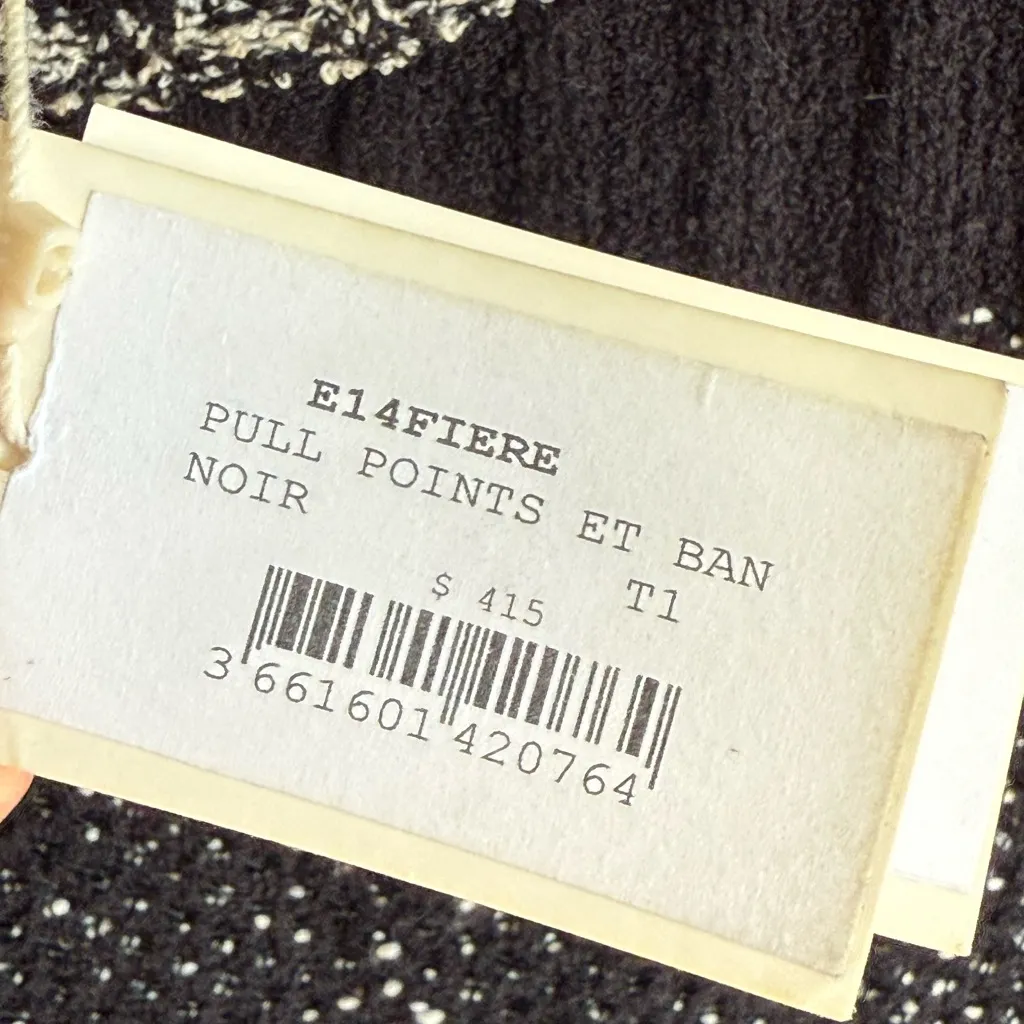 E14FIERE
PULL POINTS ET BAN
NOIR T1
$ 415
3 661601 420764